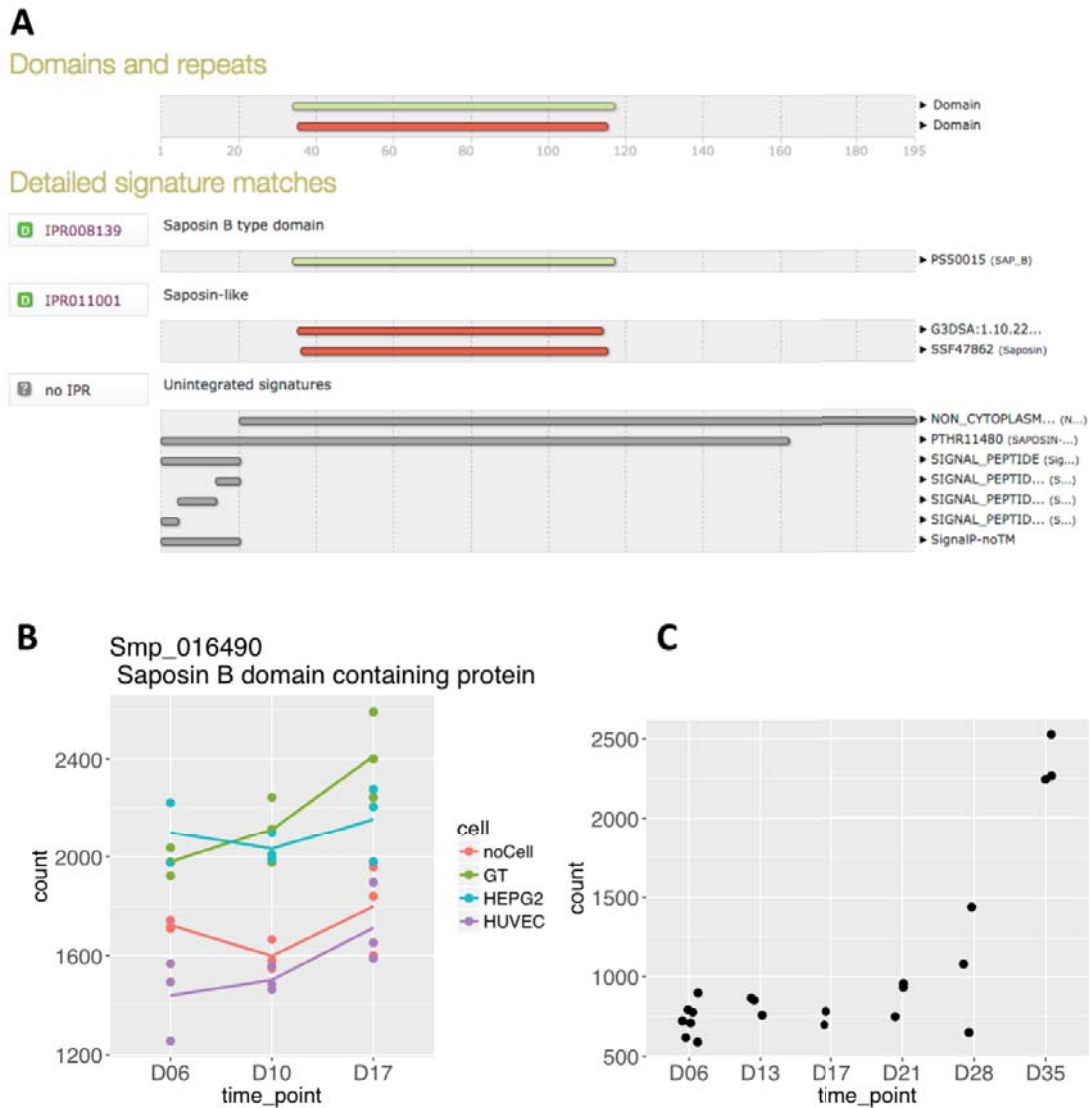 A
Domains and repeats
Domain
Domain
1 20 40 60 80 100 120 140 160 180 195
Detailed signature matches
D IPR008139 Saposin B type domain
PS50015 (SAP_B)
D IPR011001 Saposin-like
G3DSA:1.10.22...
SSF47862 (Saposin)
? no IPR Unintegrated signatures
NON_CYTOPLASM... (N...)
PTHR11480 (SAPOSIN-...)
SIGNAL_PEPTIDE (Sig...)
SIGNAL_PEPTID... (S...)
SIGNAL_PEPTID... (S...)
SIGNAL_PEPTID... (S...)
SignalP-noTM
B
Smp_016490
Saposin B domain containing protein
2400
2000
1600
1200
count
D06 D10 D17
time_point
cell
noCell
GT
HEPG2
HUVEC
C
2500
2000
1500
1000
500
count
D06 D13 D17 D21 D28 D35
time_point